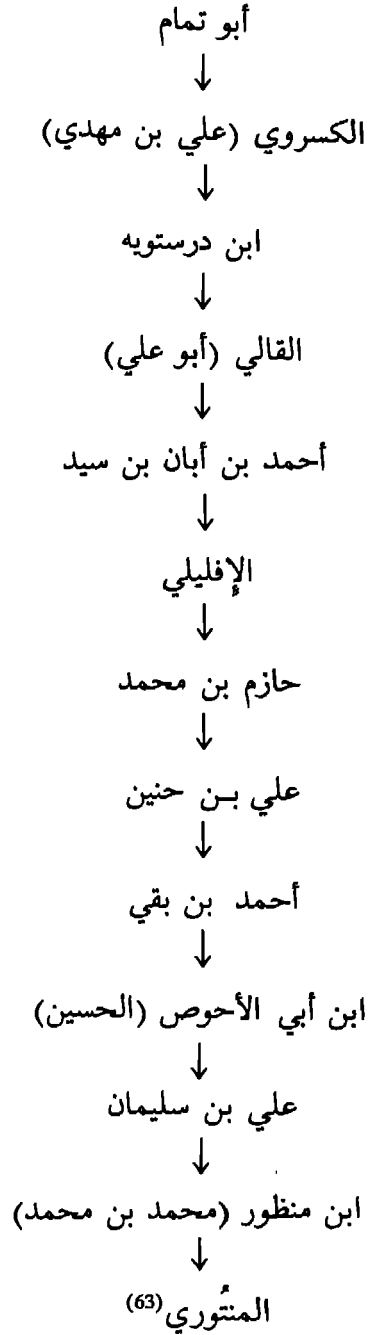 أبو تمام
↓
الكسروي (علي بن مهدي)
↓
ابن درستويه
↓
القالي (أبو علي)
↓
أحمد بن أبان بن سيد
↓
الإفليلي
↓
حازم بن محمد
↓
علي بن حنين
↓
أحمد بن بقي
↓
ابن أبي الأحوص (الحسين)
↓
علي بن سليمان
↓
ابن منظور (محمد بن محمد)
↓
المنتُوري (63)